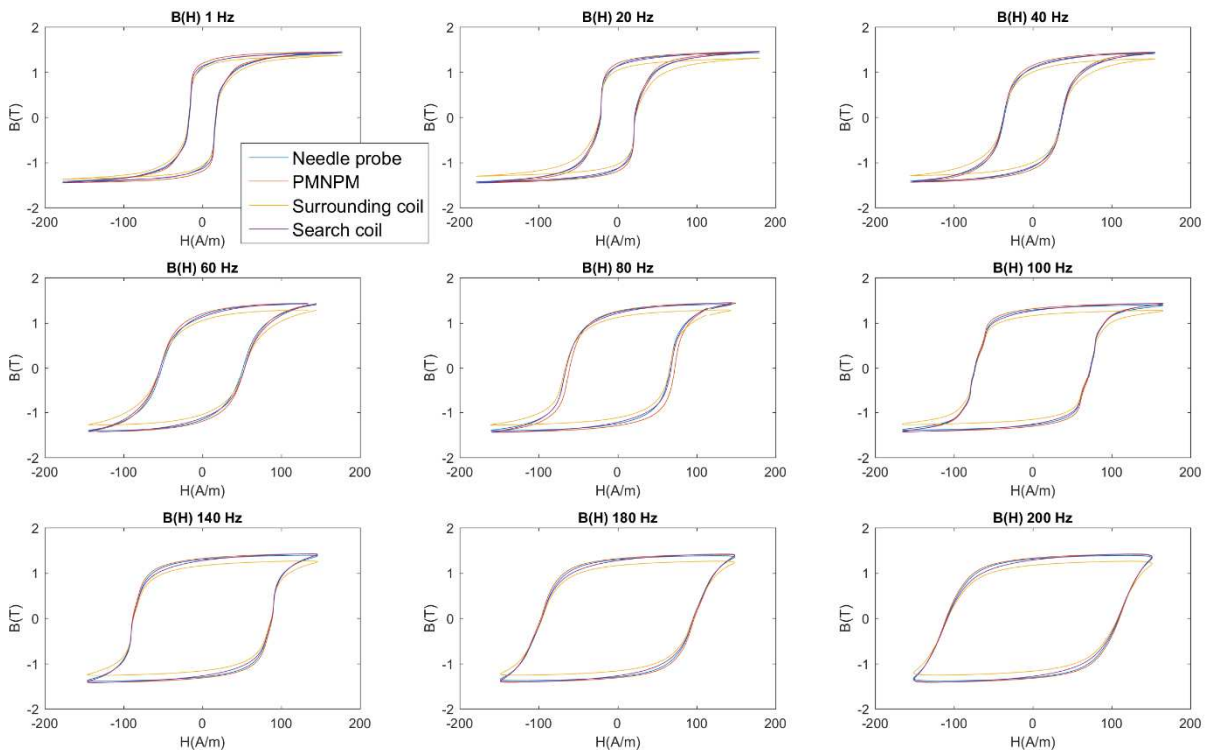 B(H) 1 Hz
B(T)
2
1
0
-1
-2
-200
-100
0
100
200
H(A/m)
Needle probe
PMNPM
Surrounding coil
Search coil
B(H) 20 Hz
B(T)
2
1
0
-1
-2
-200
-100
0
100
200
H(A/m)
B(H) 40 Hz
B(T)
2
1
0
-1
-2
-200
-100
0
100
200
H(A/m)
B(H) 60 Hz
B(T)
2
1
0
-1
-2
-200
-100
0
100
200
H(A/m)
B(H) 80 Hz
B(T)
2
1
0
-1
-2
-200
-100
0
100
200
H(A/m)
B(H) 100 Hz
B(T)
2
1
0
-1
-2
-200
-100
0
100
200
H(A/m)
B(H) 140 Hz
B(T)
2
1
0
-1
-2
-200
-100
0
100
200
H(A/m)
B(H) 180 Hz
B(T)
2
1
0
-1
-2
-200
-100
0
100
200
H(A/m)
B(H) 200 Hz
B(T)
2
1
0
-1
-2
-200
-100
0
100
200
H(A/m)